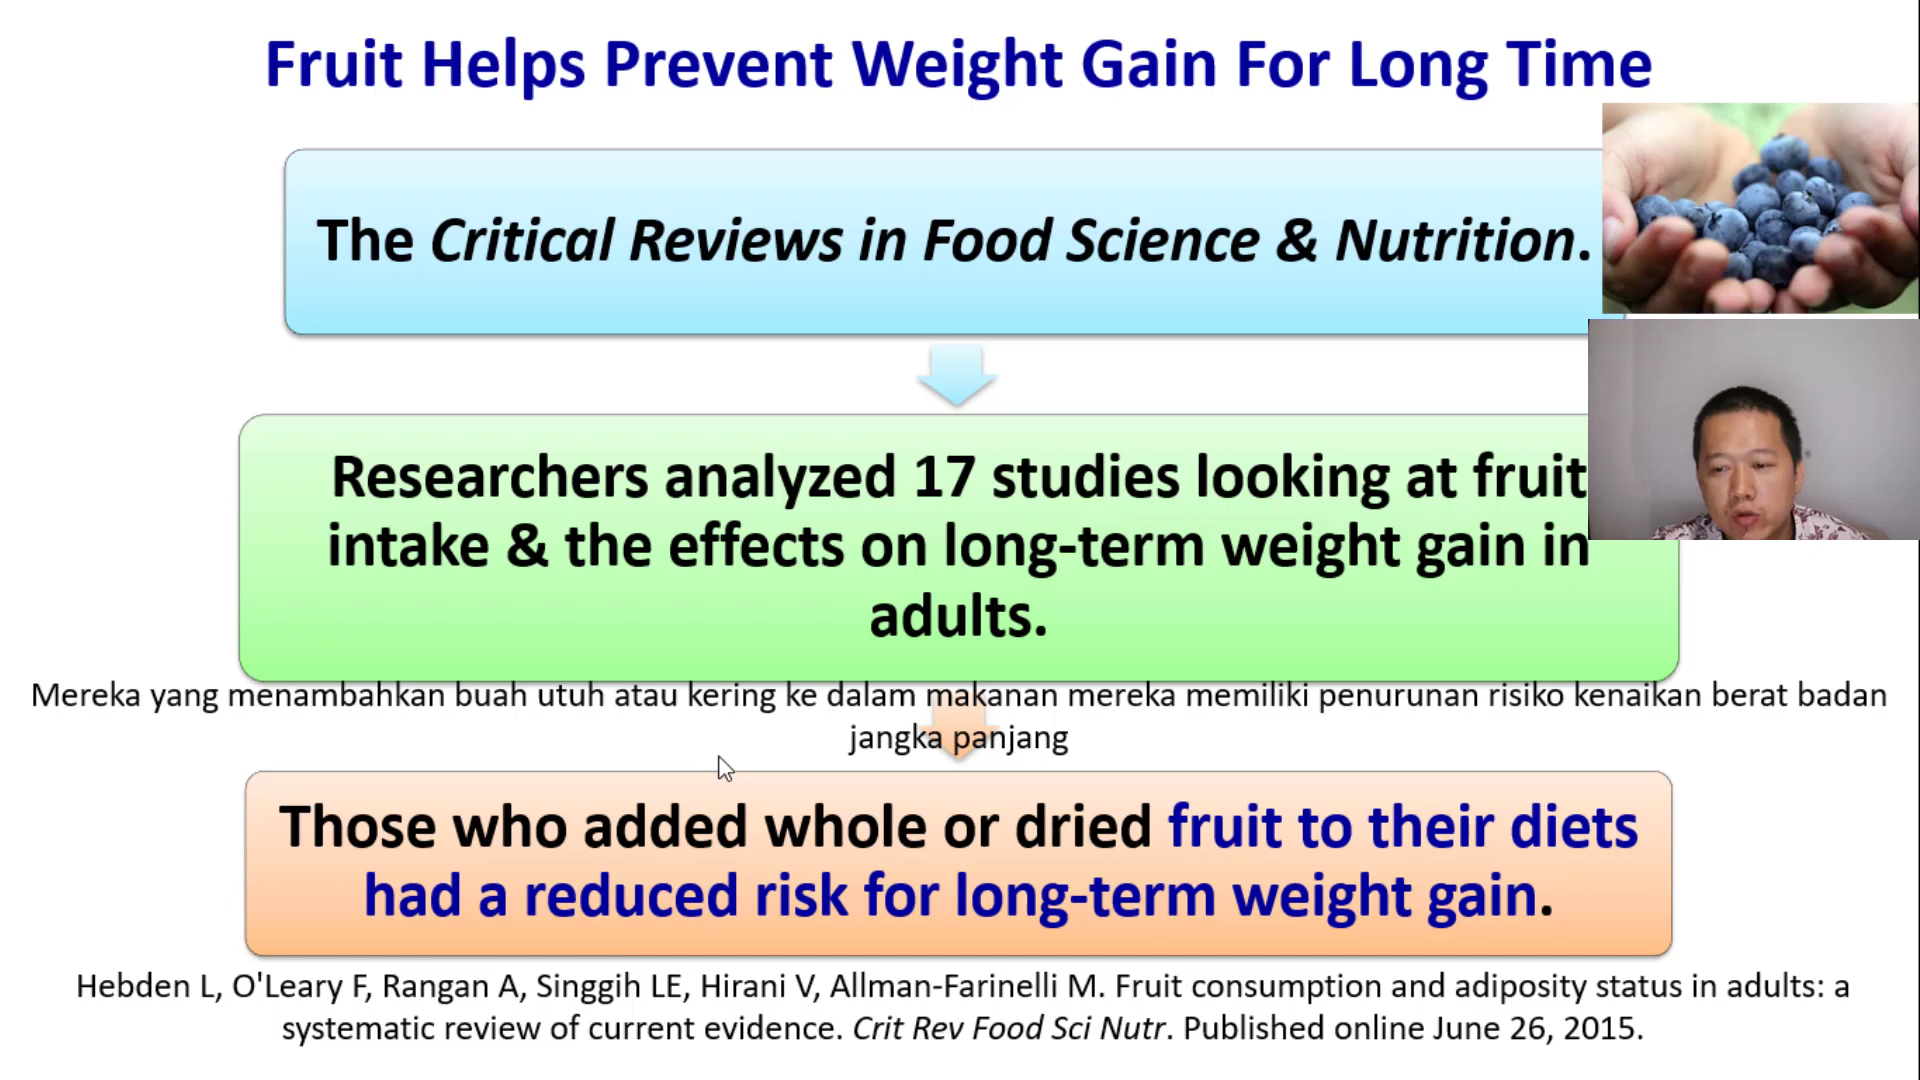 Fruit Helps Prevent Weight Gain For Long Time
The Critical Reviews in Food Science & Nutrition.
Researchers analyzed 17 studies looking at fruit
intake & the effects on long-term weight gain in
adults.
Mereka yang menambahkan buah utuh atau kering ke dalam makanan mereka memiliki penurunan risiko kenaikan berat badan
jangka panjang
Those who added whole or dried fruit to their diets
had a reduced risk for long-term weight gain.
Hebden L, O'Leary F, Rangan A, Singgih LE, Hirani V, Allman-Farinelli M. Fruit consumption and adiposity status in adults: a
systematic review of current evidence. Crit Rev Food Sci Nutr. Published online June 26, 2015.